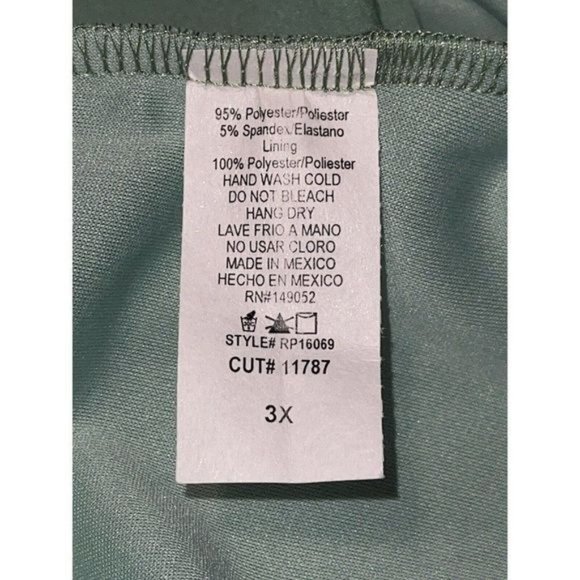 95% Polyester/Poliester
5% Spandex/Elastano
Lining
100% Polyester/Poliester
HAND WASH COLD
DO NOT BLEACH
HANG DRY
LAVE FRIO A MANO
NO USAR CLORO
MADE IN MEXICO
HECHO EN MEXICO
RN#149052
STYLE# RP16069
CUT# 11787
3X